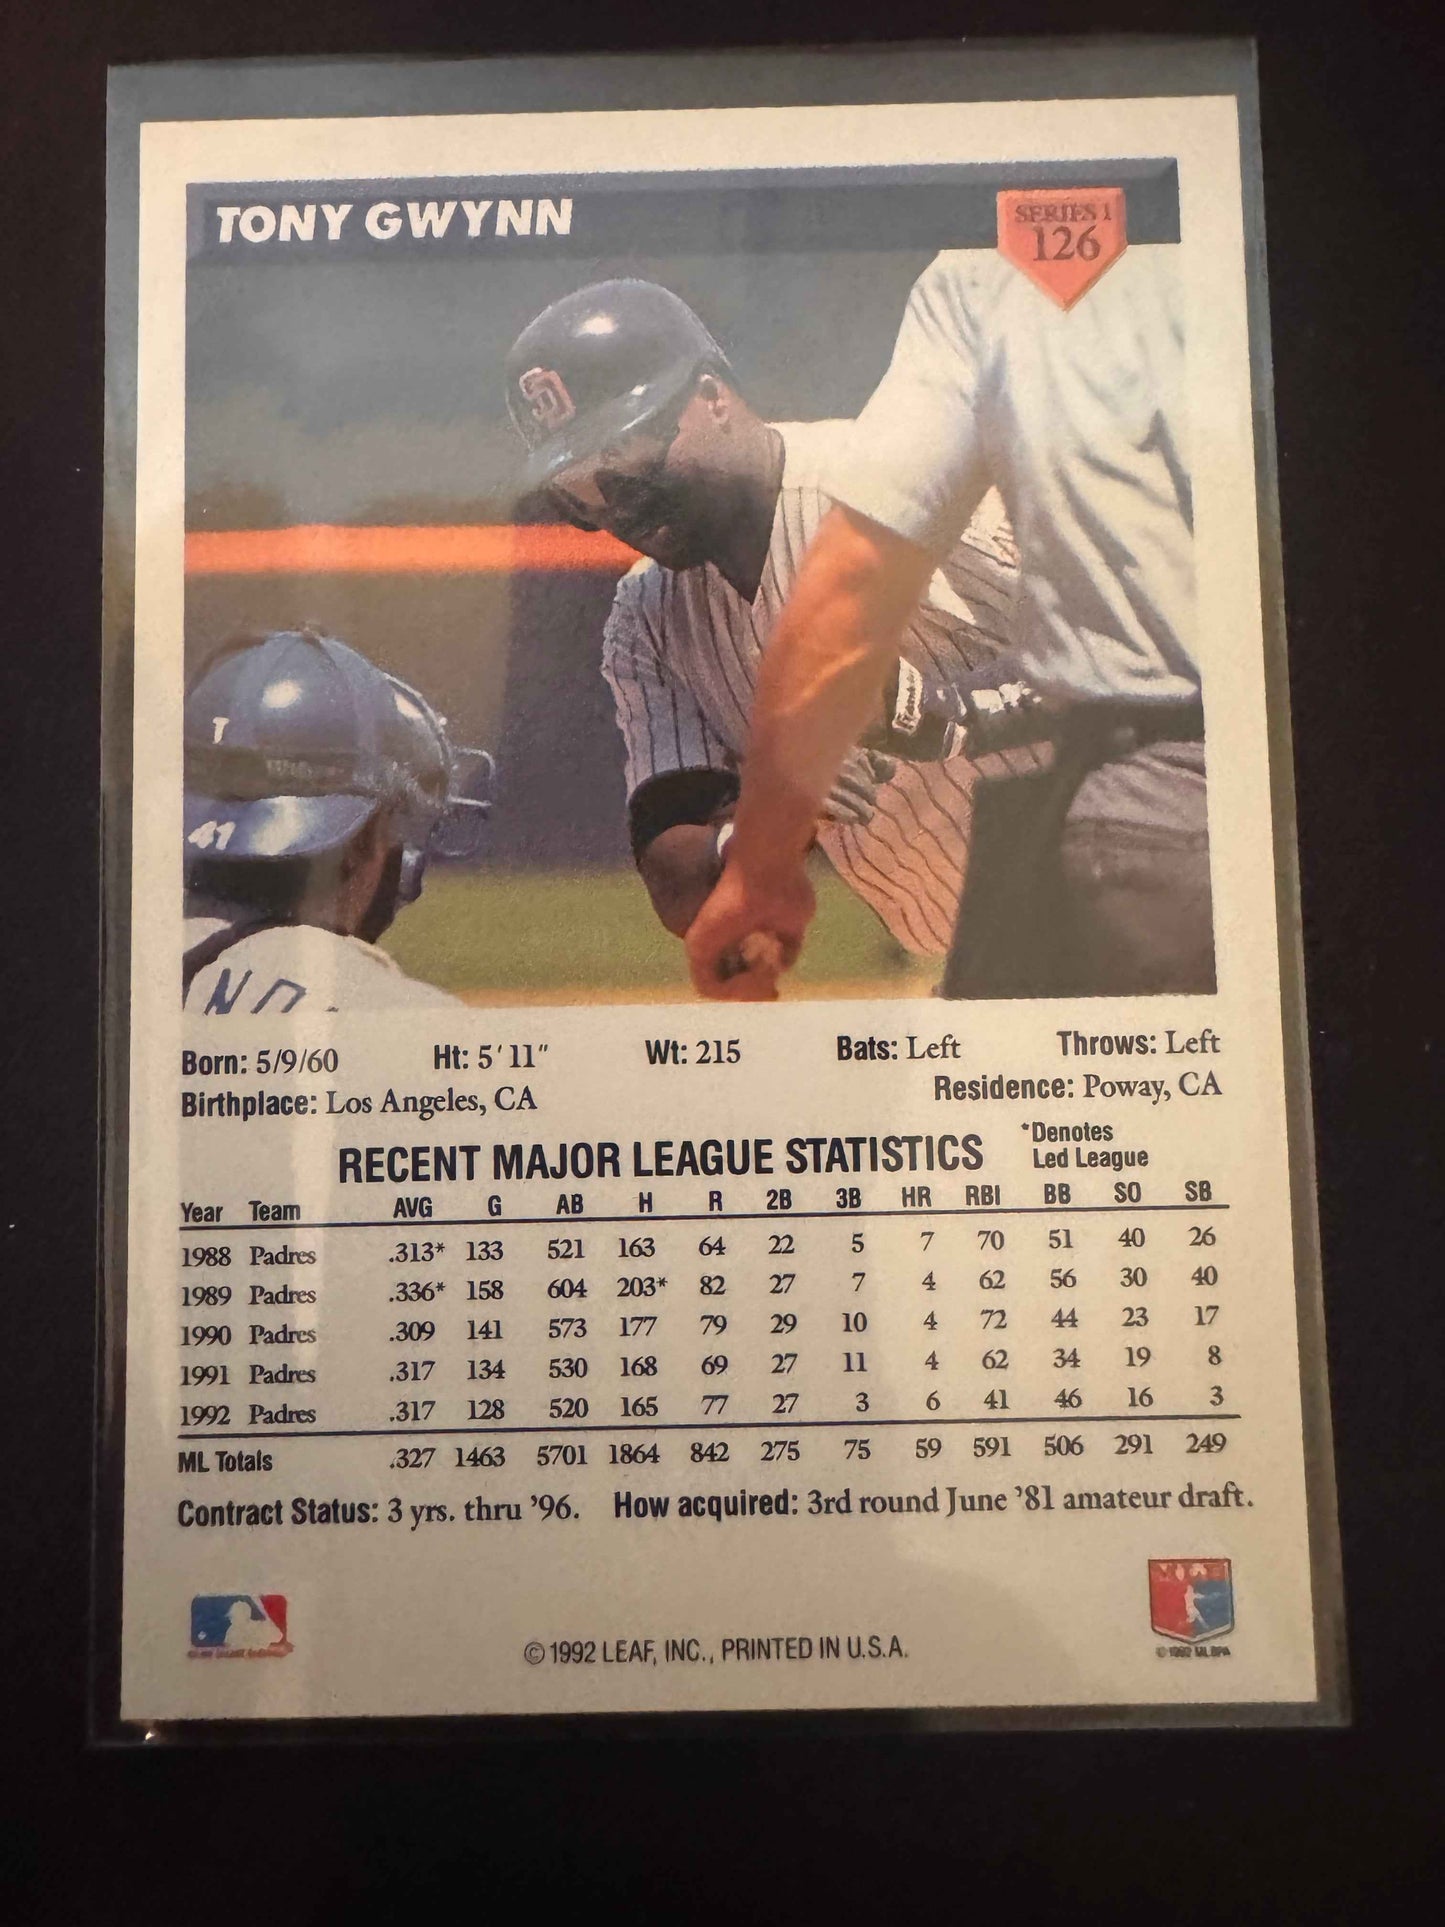 TONY GWYNN
SERIES 1
126
T
41
Born: 5/9/60 Ht: 5'11" Wt: 215 Bats: Left Throws: Left
Birthplace: Los Angeles, CA Residence: Poway, CA
RECENT MAJOR LEAGUE STATISTICS
*Denotes
Led League
Year Team AVG G AB H R 2B 3B HR RBI BB SO SB
1988 Padres .313* 133 521 163 64 22 5 7 70 51 40 26
1989 Padres .336* 158 604 203* 82 27 7 4 62 56 30 40
1990 Padres .309 141 573 177 79 29 10 4 72 44 23 17
1991 Padres .317 134 530 168 69 27 11 4 62 34 19 8
1992 Padres .317 128 520 165 77 27 3 6 41 46 16 3
ML Totals .327 1463 5701 1864 842 275 75 59 591 506 291 249
Contract Status: 3 yrs. thru '96. How acquired: 3rd round June '81 amateur draft.
©1992 LEAF, INC., PRINTED IN U.S.A.
© 1992 MLBPA